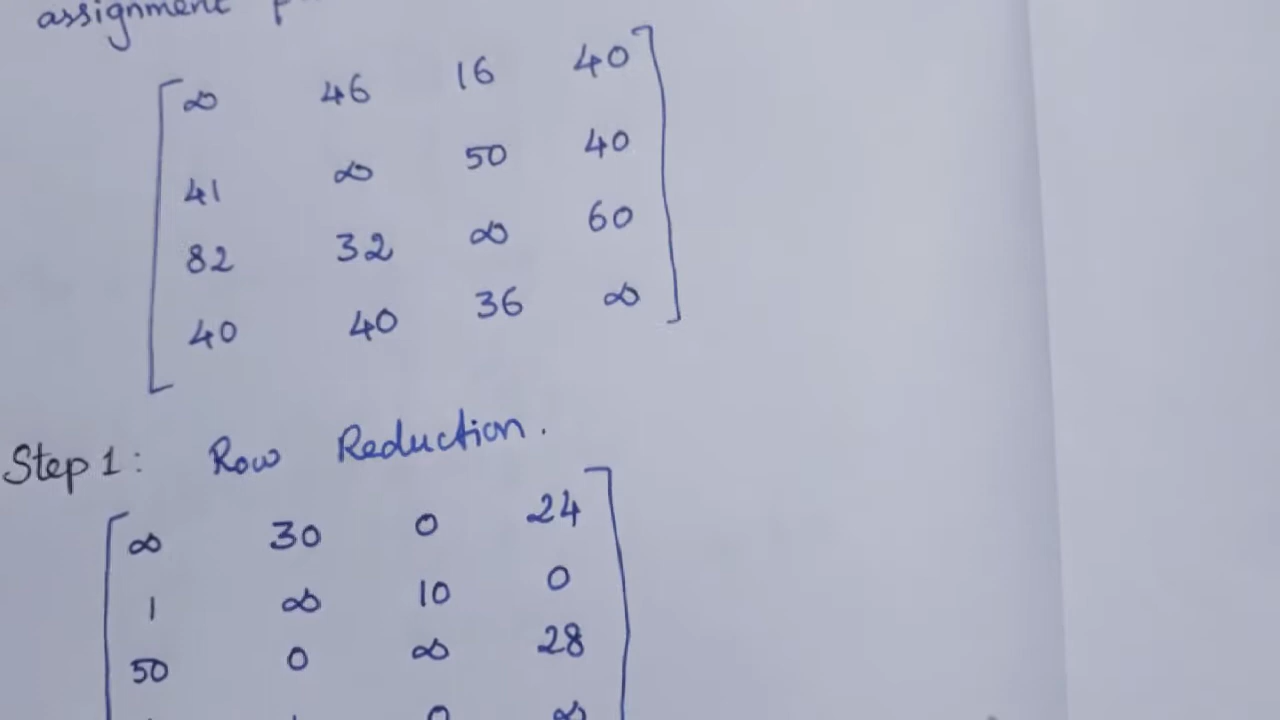 assignment
∞ 46 16 40
41 ∞ 50 40
82 32 ∞ 60
40 40 36 ∞
Step 1: Row Reduction.
∞ 30 0 24
1 ∞ 10 0
50 0 ∞ 28
0 ∞